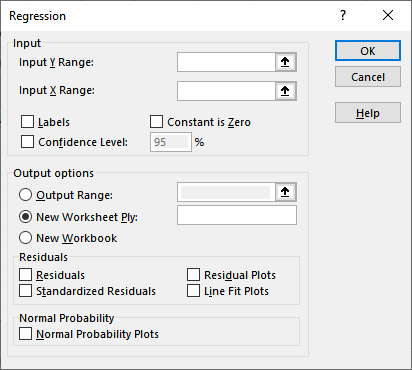 Regression
Input
Input Y Range:
Input X Range:
Labels
Constant is Zero
Confidence Level:
95
%
Output options
Output Range:
New Worksheet Ply:
New Workbook
Residuals
Residuals
Residual Plots
Standardized Residuals
Line Fit Plots
Normal Probability
Normal Probability Plots
OK
Cancel
Help